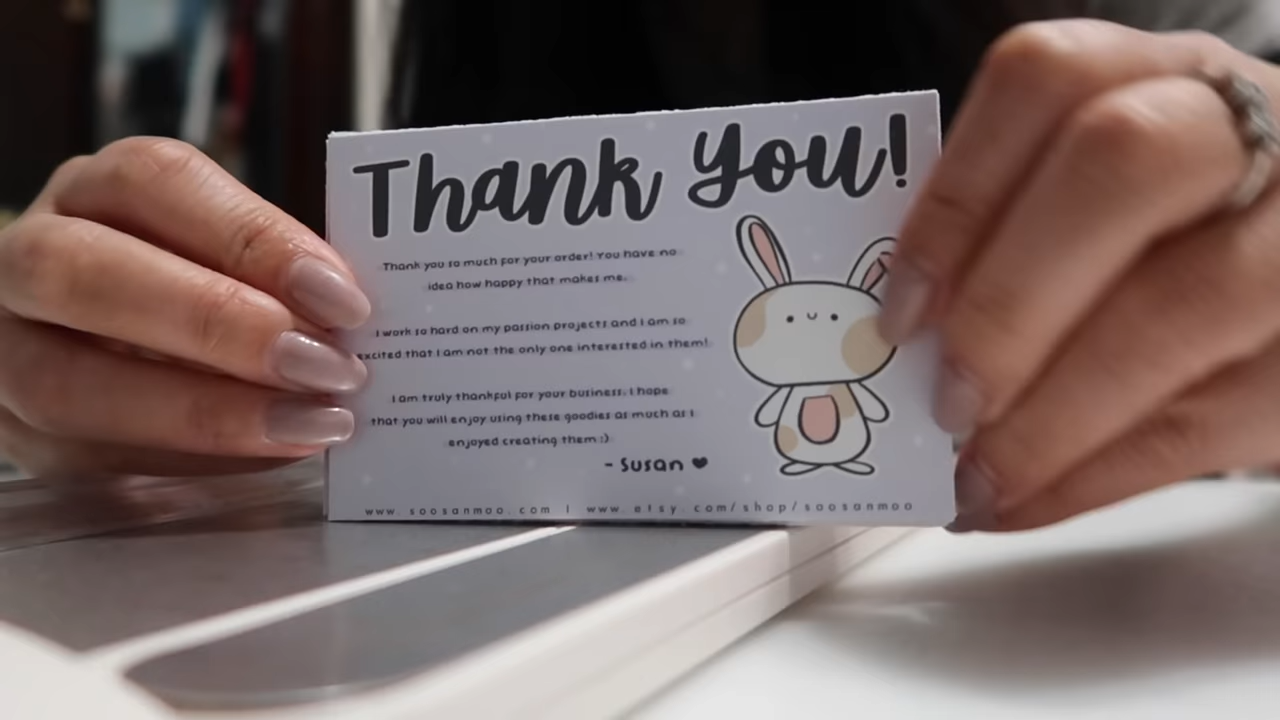 Thank You!
Thank you so much for your order! You have no
idea how happy that makes me.
I work so hard on my passion projects and I am so
excited that I am not the only one interested in them!
I am truly thankful for your business. I hope
that you will enjoy using these goodies as much as I
enjoyed creating them :)
- Susan ♥
www.soosanmoo.com | www.etsy.com/shop/soosanmoo